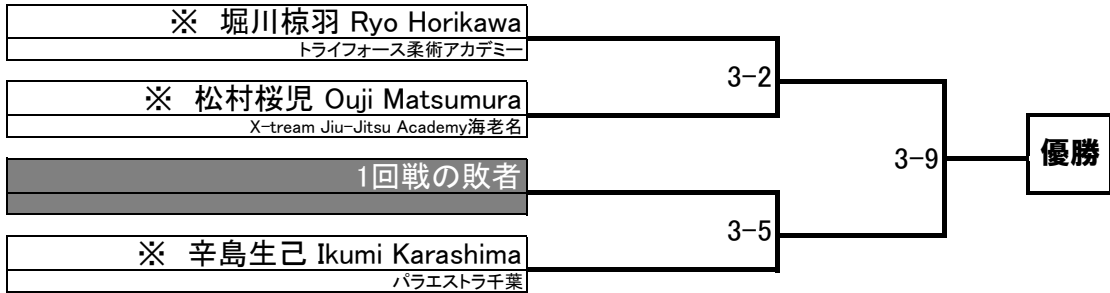 ※ 堀川椋羽 Ryo Horikawa
トライフォース柔術アカデミー
3-2
※ 松村桜児 Ouji Matsumura
X-tream Jiu-Jitsu Academy海老名
3-9
優勝
1回戦の敗者
3-5
※ 辛島生己 Ikumi Karashima
パラエストラ千葉